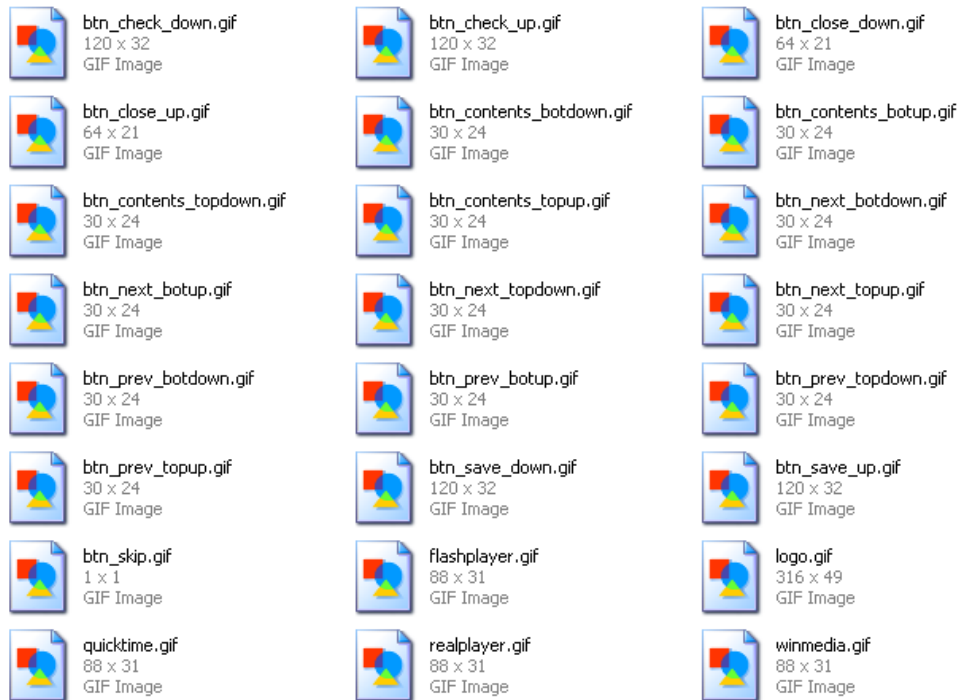 btn_check_down.gif
120 x 32
GIF Image
btn_check_up.gif
120 x 32
GIF Image
btn_close_down.gif
64 x 21
GIF Image
btn_close_up.gif
64 x 21
GIF Image
btn_contents_botdown.gif
30 x 24
GIF Image
btn_contents_botup.gif
30 x 24
GIF Image
btn_contents_topdown.gif
30 x 24
GIF Image
btn_contents_topup.gif
30 x 24
GIF Image
btn_next_botdown.gif
30 x 24
GIF Image
btn_next_botup.gif
30 x 24
GIF Image
btn_next_topdown.gif
30 x 24
GIF Image
btn_next_topup.gif
30 x 24
GIF Image
btn_prev_botdown.gif
30 x 24
GIF Image
btn_prev_botup.gif
30 x 24
GIF Image
btn_prev_topdown.gif
30 x 24
GIF Image
btn_prev_topup.gif
30 x 24
GIF Image
btn_save_down.gif
120 x 32
GIF Image
btn_save_up.gif
120 x 32
GIF Image
btn_skip.gif
1 x 1
GIF Image
flashplayer.gif
88 x 31
GIF Image
logo.gif
316 x 49
GIF Image
quicktime.gif
88 x 31
GIF Image
realplayer.gif
88 x 31
GIF Image
winmedia.gif
88 x 31
GIF Image